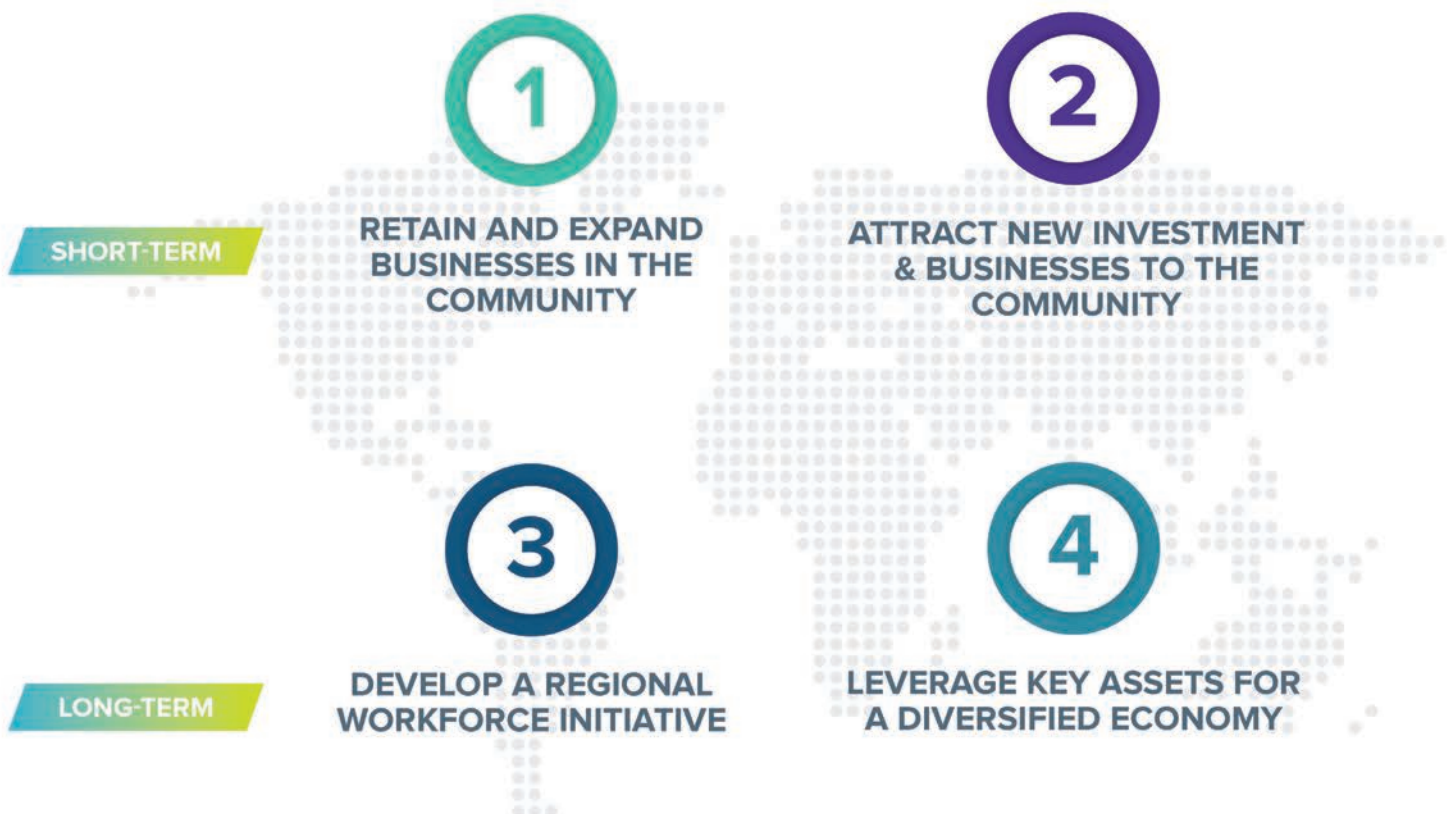 1
2
SHORT-TERM
RETAIN AND EXPAND
BUSINESSES IN THE
COMMUNITY
ATTRACT NEW INVESTMENT
& BUSINESSES TO THE
COMMUNITY
3
4
LONG-TERM
DEVELOP A REGIONAL
WORKFORCE INITIATIVE
LEVERAGE KEY ASSETS FOR
A DIVERSIFIED ECONOMY